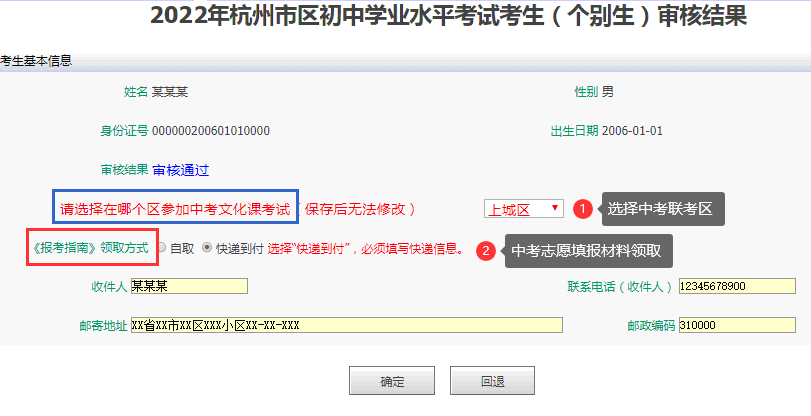 2022年杭州市区初中学业水平考试考生（个别生）审核结果
考生基本信息
姓名 某某某 性别 男
身份证号 000000200601010000 出生日期 2006-01-01
审核结果 审核通过
请选择在哪个区参加中考文化课考试（保存后无法修改） 上城区 1 选择中考联考区
《报考指南》领取方式 自取 快递到付 选择"快递到付"，必须填写快递信息。 2 中考志愿填报材料领取
收件人 某某某 联系电话（收件人） 12345678900
邮寄地址 XX省XX市XX区XXX小区XX-XX-XXX 邮政编码 310000
确定 回退